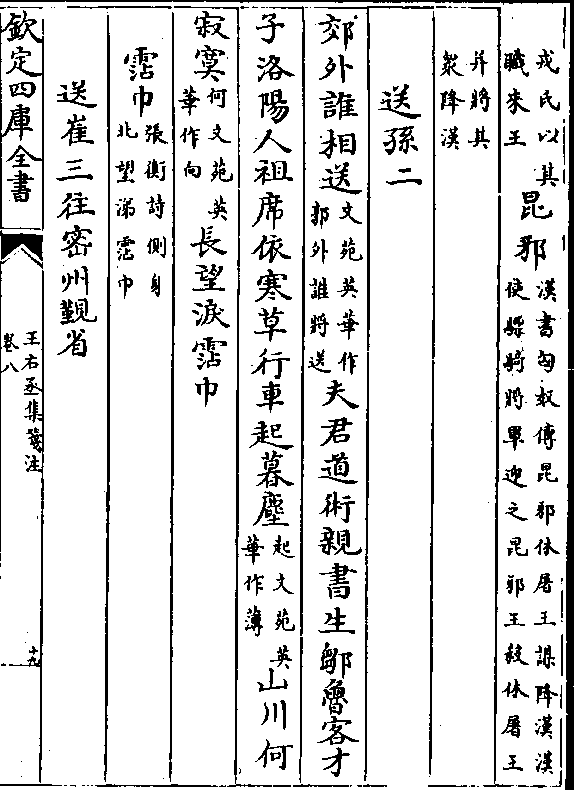 戎氏以其
職來王
昆邪
漢書匈奴傳昆邪休屠王謀降漢漢
使驃騎將軍迎之昆邪王殺休屠王
并將其
衆降漢
送孫二
郊外誰相送
文苑英華作
郭外誰將送
夫君道術親書生鄒魯客才
子洛陽人祖席依寒草行車起暮塵
起文苑英
華作薄
山川何
寂寞
何文苑英
華作向
長望淚霑巾
霑巾
張衡詩側身
北望涕霑巾
送崔三往密州覲省
欽定四庫全書
王右丞集箋注
卷八
十九